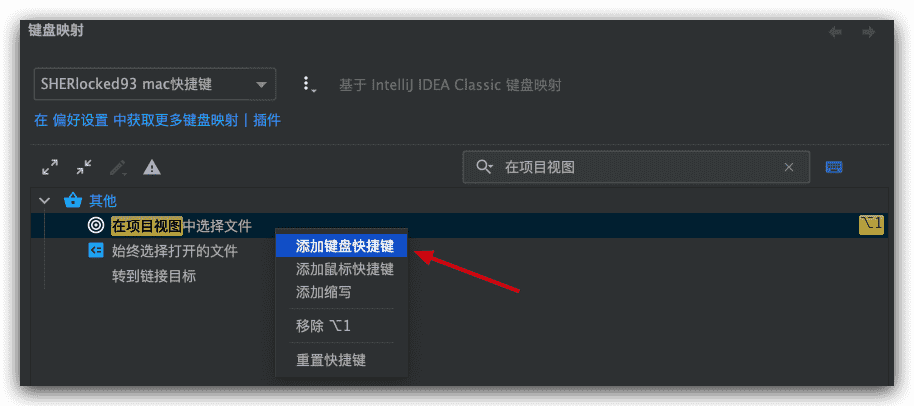 键盘映射
SHERlocked93 mac快捷键
基于 IntelliJ IDEA Classic 键盘映射
在 偏好设置 中获取更多键盘映射 | 插件
在项目视图
其他
在项目视图中选择文件
⌥1
始终选择打开的文件
转到链接目标
添加键盘快捷键
添加鼠标快捷键
添加缩写
移除 ⌥1
重置快捷键